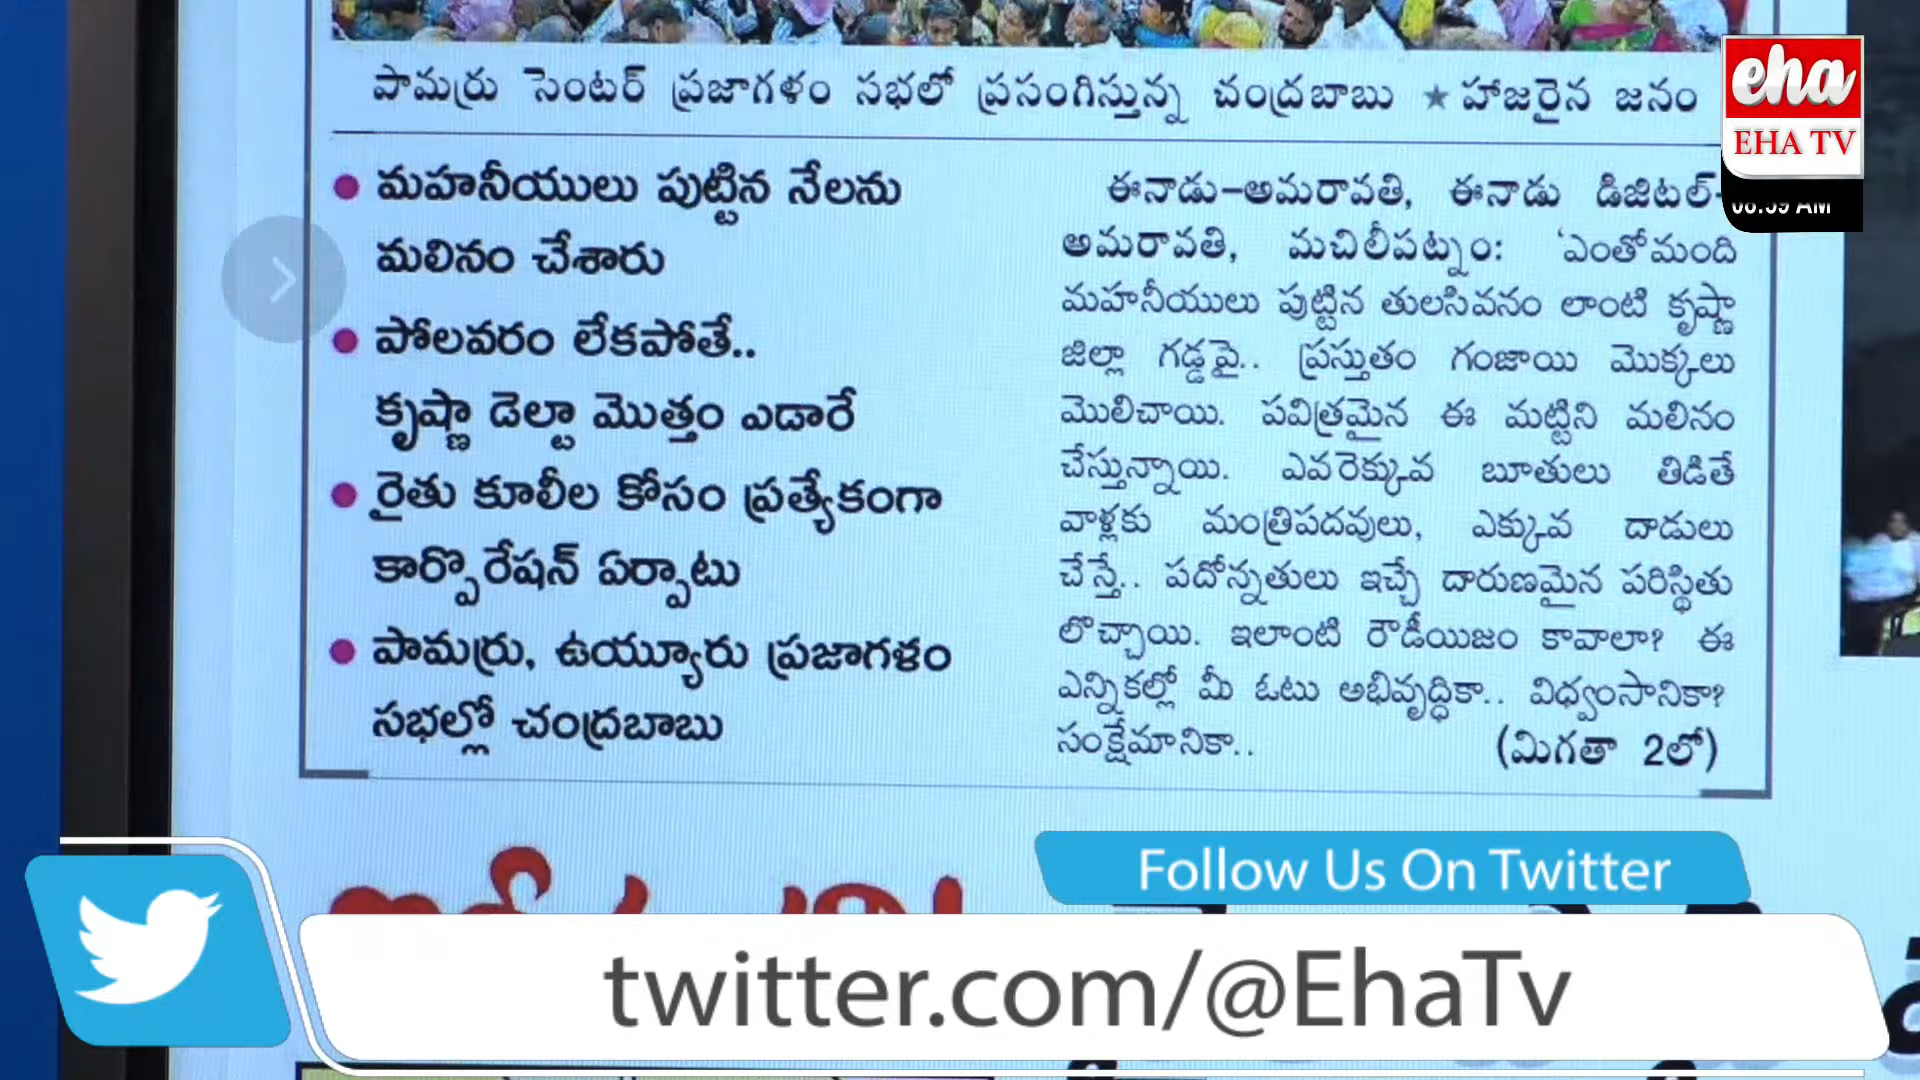 పామర్రు సెంటర్ ప్రజాగళం సభలో ప్రసంగిస్తున్న చంద్రబాబు ★ హాజరైన జనం
eha
EHA TV
08:59 AM
● మహనీయులు పుట్టిన నేలను
మలినం చేశారు
● పోలవరం లేకపోతే..
కృష్ణా డెల్టా మొత్తం ఎడారే
● రైతు కూలీల కోసం ప్రత్యేకంగా
కార్పొరేషన్ ఏర్పాటు
● పామర్రు, ఉయ్యూరు ప్రజాగళం
సభల్లో చంద్రబాబు
ఈనాడు-అమరావతి, ఈనాడు డిజిటల్-
అమరావతి, మచిలీపట్నం: 'ఎంతోమంది
మహనీయులు పుట్టిన తులసివనం లాంటి కృష్ణా
జిల్లా గడ్డపై.. ప్రస్తుతం గంజాయి మొక్కలు
మొలిచాయి. పవిత్రమైన ఈ మట్టిని మలినం
చేస్తున్నాయి. ఎవరెక్కువ బూతులు తిడితే
వాళ్లకు మంత్రిపదవులు, ఎక్కువ దాడులు
చేస్తే.. పదోన్నతులు ఇచ్చే దారుణమైన పరిస్థితు
లొచ్చాయి. ఇలాంటి రౌడీయిజం కావాలా? ఈ
ఎన్నికల్లో మీ ఓటు అభివృద్ధికా.. విధ్వంసానికా?
సంక్షేమానికా.. (మిగతా 2లో)
Follow Us On Twitter
twitter.com/@EhaTv